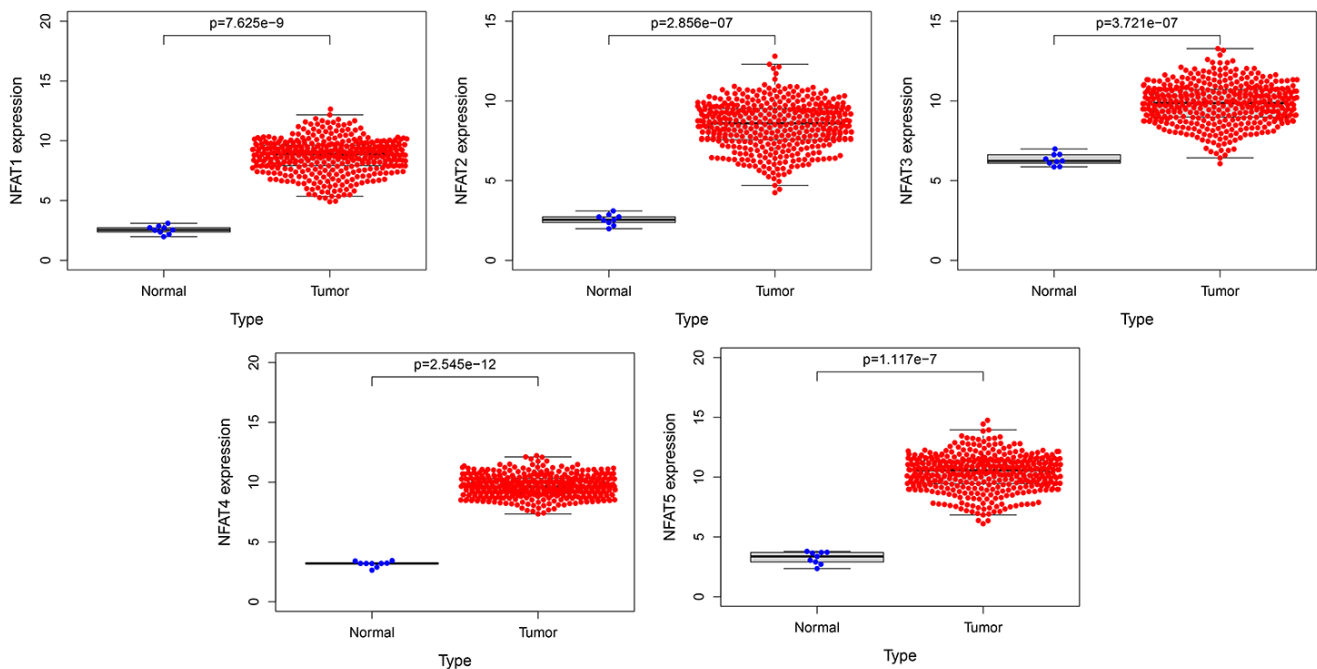 p=7.625e−9
20
15
10
5
0
NFAT1 expression
Normal
Tumor
Type
p=2.856e−07
15
10
5
0
NFAT2 expression
Normal
Tumor
Type
p=3.721e−07
15
10
5
0
NFAT3 expression
Normal
Tumor
Type
p=2.545e−12
20
15
10
5
0
NFAT4 expression
Normal
Tumor
Type
p=1.117e−7
20
15
10
5
0
NFAT5 expression
Normal
Tumor
Type